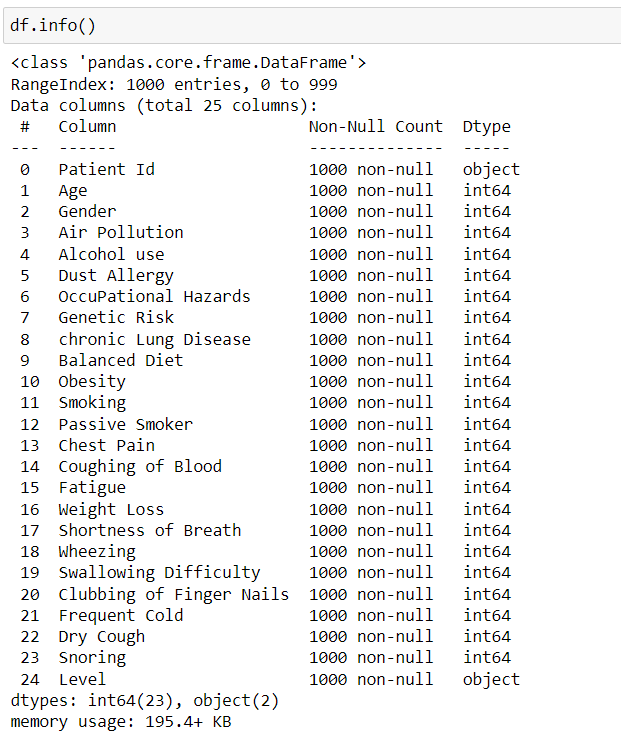 df.info()
<class 'pandas.core.frame.DataFrame'>
RangeIndex: 1000 entries, 0 to 999
Data columns (total 25 columns):
 #   Column                    Non-Null Count  Dtype
---  ------                    --------------  -----
 0   Patient Id                1000 non-null   object
 1   Age                       1000 non-null   int64
 2   Gender                    1000 non-null   int64
 3   Air Pollution             1000 non-null   int64
 4   Alcohol use               1000 non-null   int64
 5   Dust Allergy              1000 non-null   int64
 6   OccuPational Hazards      1000 non-null   int64
 7   Genetic Risk              1000 non-null   int64
 8   chronic Lung Disease      1000 non-null   int64
 9   Balanced Diet             1000 non-null   int64
 10  Obesity                   1000 non-null   int64
 11  Smoking                   1000 non-null   int64
 12  Passive Smoker            1000 non-null   int64
 13  Chest Pain                1000 non-null   int64
 14  Coughing of Blood         1000 non-null   int64
 15  Fatigue                   1000 non-null   int64
 16  Weight Loss               1000 non-null   int64
 17  Shortness of Breath       1000 non-null   int64
 18  Wheezing                  1000 non-null   int64
 19  Swallowing Difficulty     1000 non-null   int64
 20  Clubbing of Finger Nails  1000 non-null   int64
 21  Frequent Cold             1000 non-null   int64
 22  Dry Cough                 1000 non-null   int64
 23  Snoring                   1000 non-null   int64
 24  Level                     1000 non-null   object
dtypes: int64(23), object(2)
memory usage: 195.4+ KB